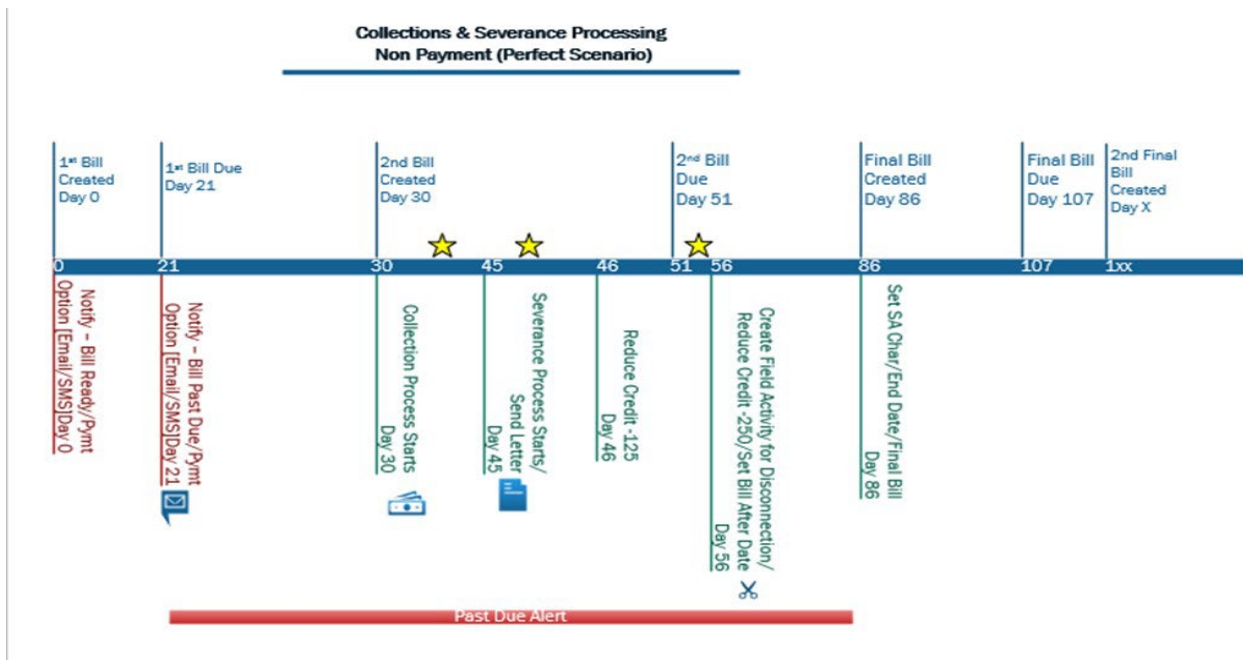 Collections & Severance Processing
Non Payment (Perfect Scenario)
1st Bill
Created
Day 0
1st Bill Due
Day 21
2nd Bill
Created
Day 30
2nd Bill
Due
Day 51
Final Bill
Created
Day 86
Final Bill
Due
Day 107
2nd Final
Bill
Created
Day X
0
21
30
45
46
51
56
86
107
1xx
Notify – Bill Ready/Pymt
Option [Email/SMS]Day 0
Notify – Bill Past Due/Pymt
Option [Email/SMS]Day 21
Collection Process Starts
Day 30
Severance Process Starts/
Send Letter
Day 45
Reduce Credit -125
Day 46
Create Field Activity for Disconnection/
Reduce Credit -250/Set Bill After Date
Day 56
Set SA Char/End Date/Final Bill
Day 86
Past Due Alert